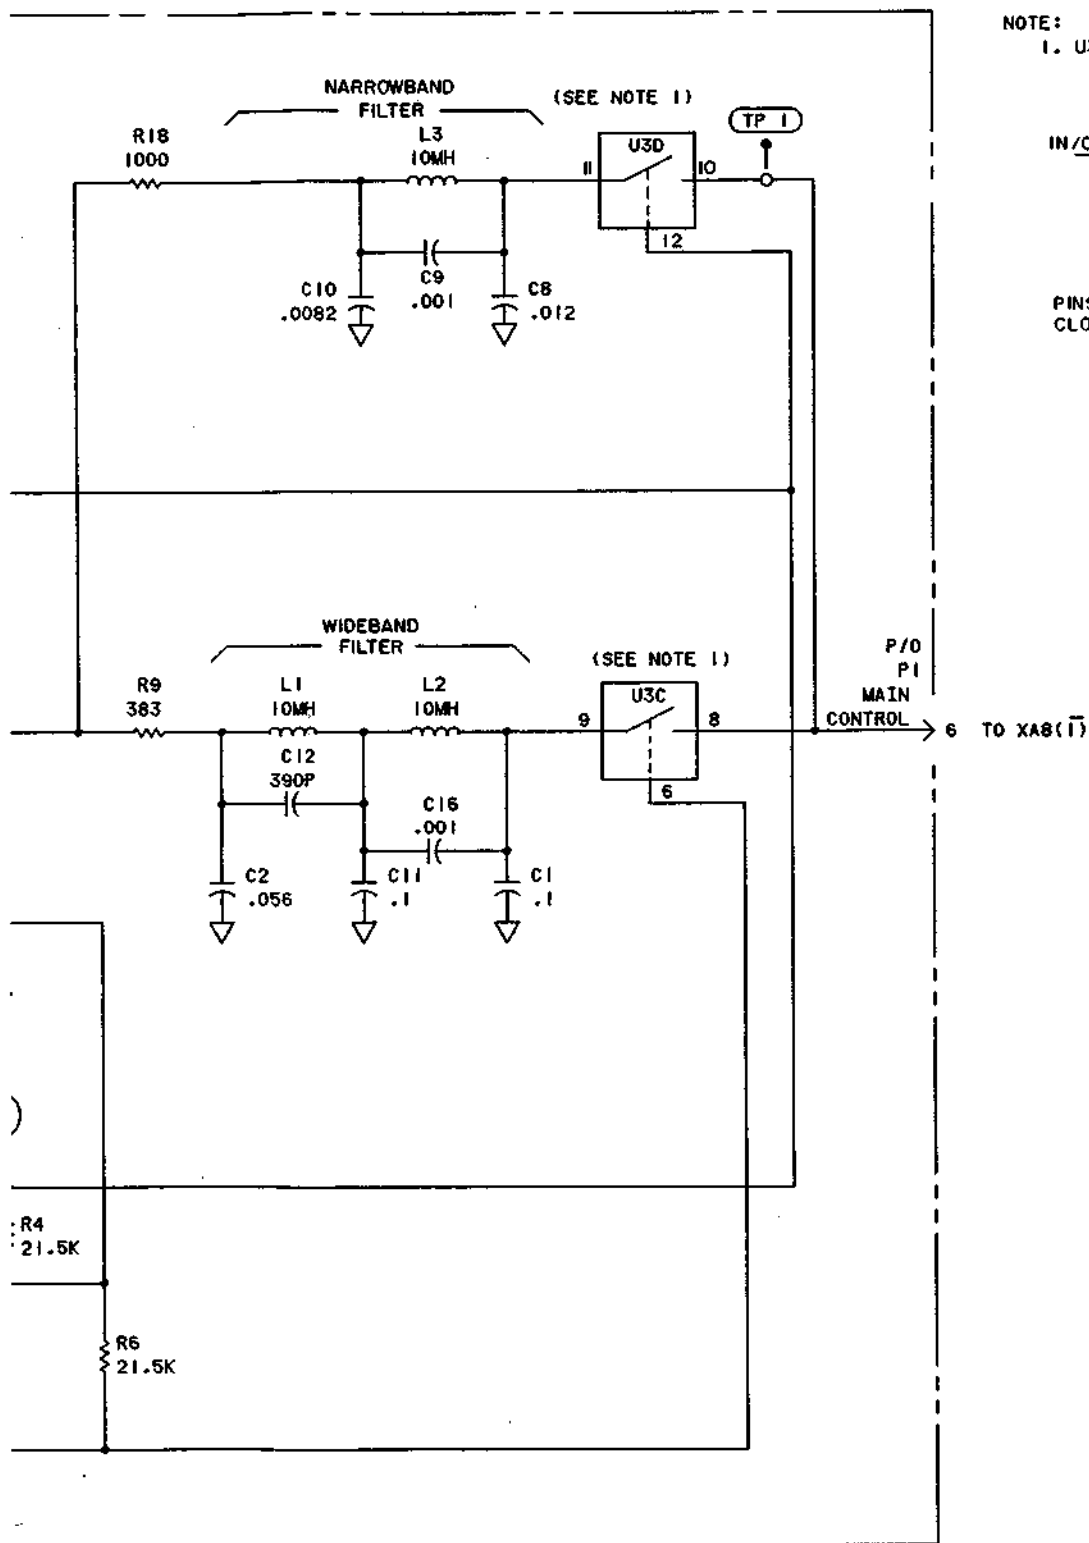 NOTE:
1. U3
NARROWBAND
FILTER
(SEE NOTE 1)
TP 1
R18
1000
L3
10MH
U3D
IN/
11
10
12
C10
.0082
C9
.001
C8
.012
PINS
CLO
WIDEBAND
FILTER
(SEE NOTE 1)
P/O
P1
MAIN
CONTROL
6 TO XA8(1̅)
R9
383
L1
10MH
L2
10MH
U3C
9
8
6
C12
390P
C16
.001
C2
.056
C11
.1
C1
.1
)
R4
21.5K
R6
21.5K